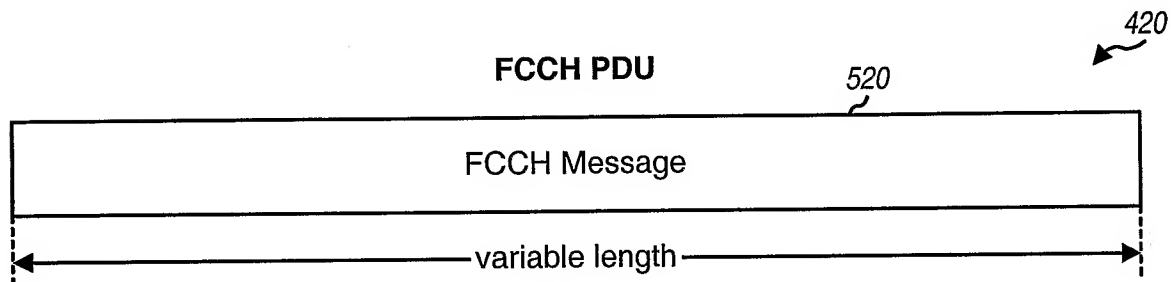 420
FCCH PDU
520
FCCH Message
variable length